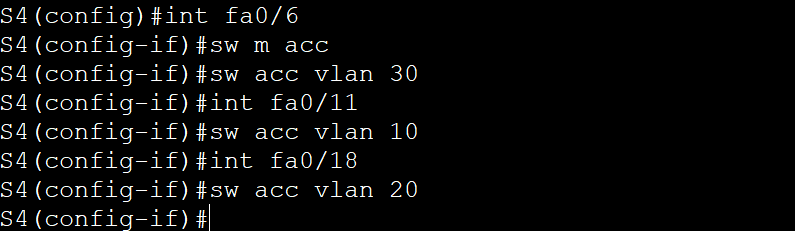 S4(config)#int fa0/6
S4(config-if)#sw m acc
S4(config-if)#sw acc vlan 30
S4(config-if)#int fa0/11
S4(config-if)#sw acc vlan 10
S4(config-if)#int fa0/18
S4(config-if)#sw acc vlan 20
S4(config-if)#